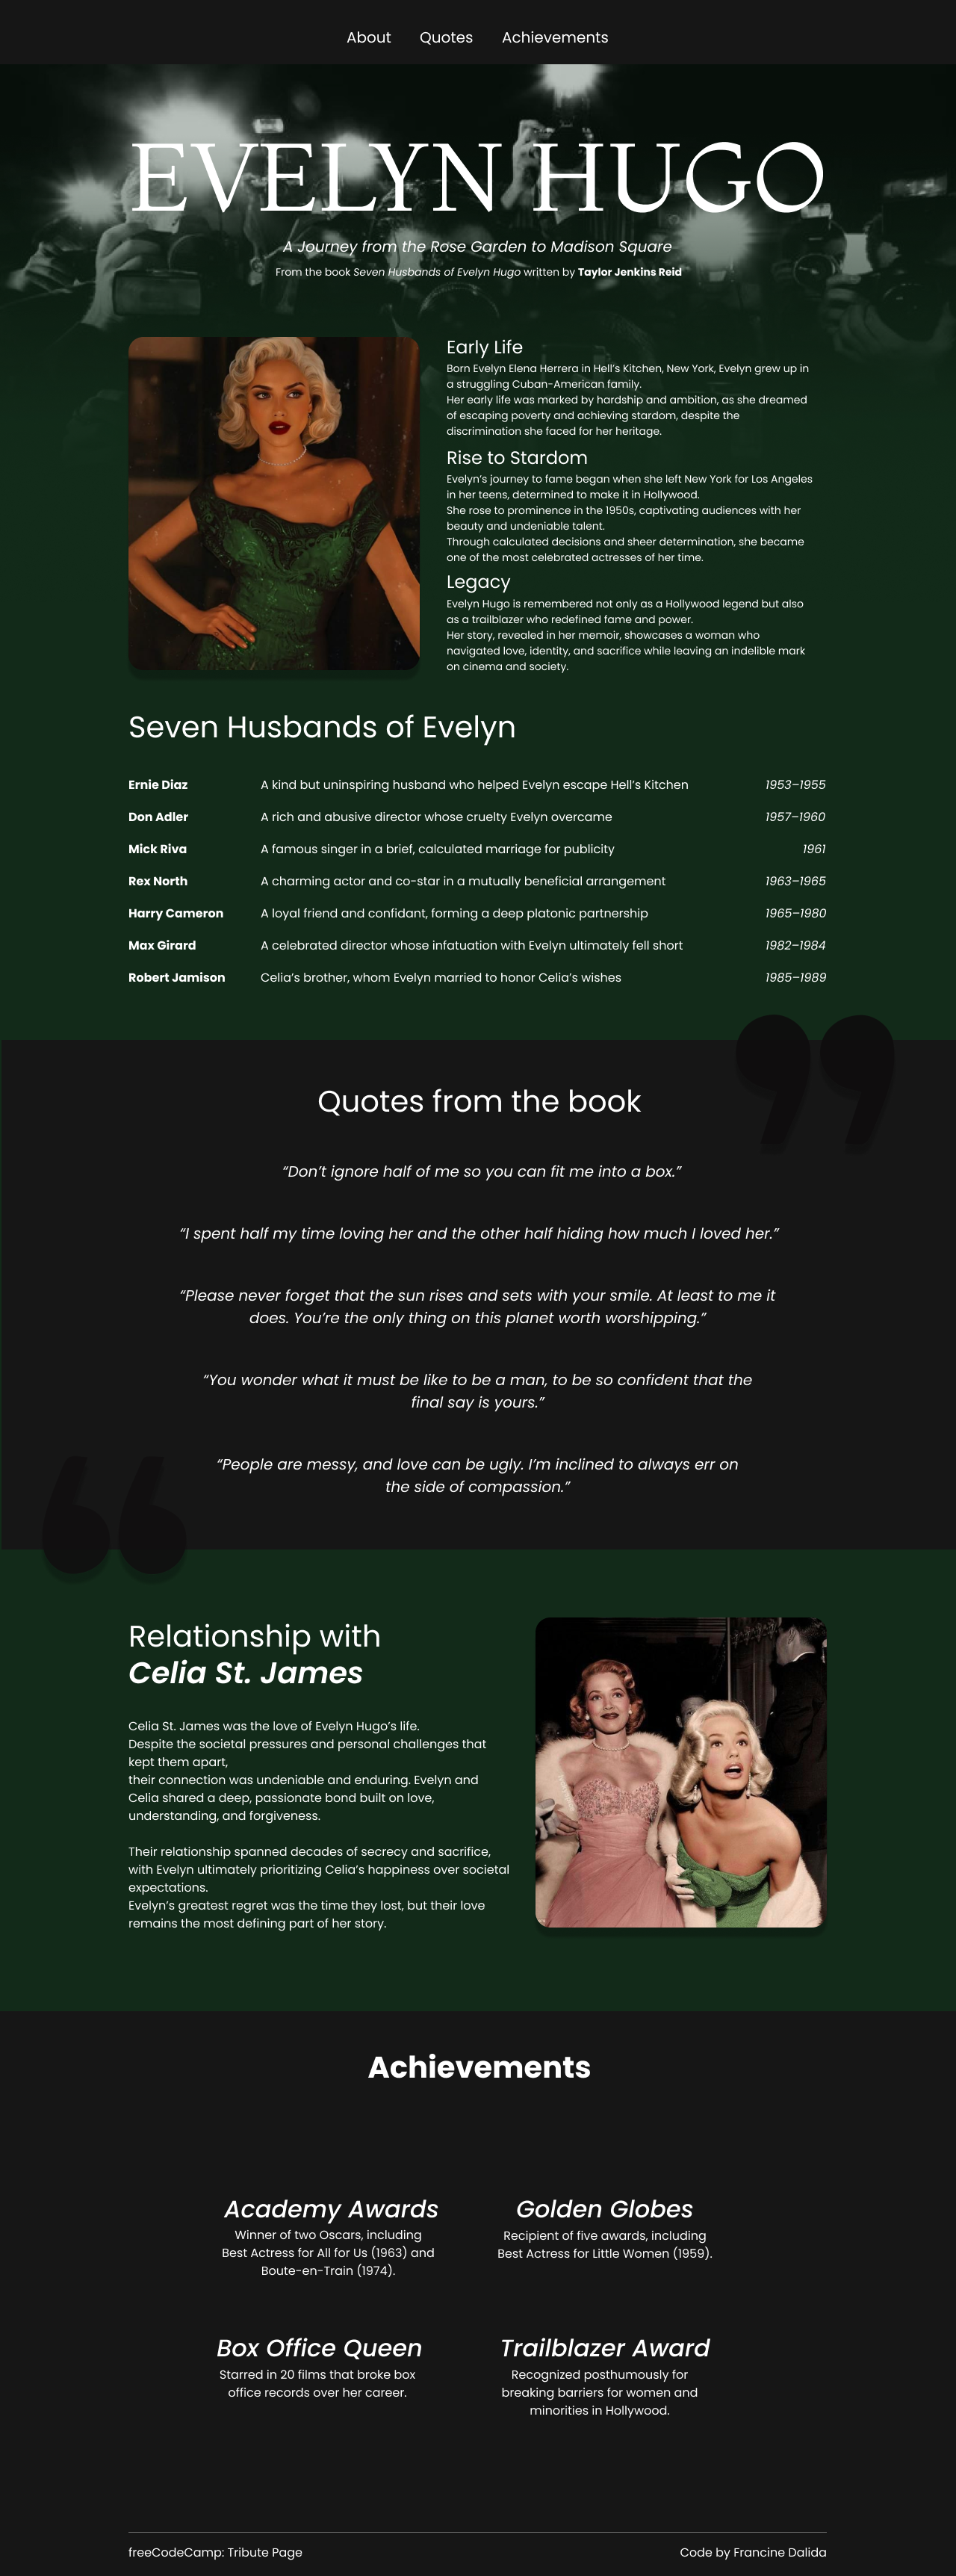 About Quotes Achievements
EVELYN HUGO
A Journey from the Rose Garden to Madison Square
From the book Seven Husbands of Evelyn Hugo written by Taylor Jenkins Reid
Early Life
Born Evelyn Elena Herrera in Hell’s Kitchen, New York, Evelyn grew up in
a struggling Cuban-American family.
Her early life was marked by hardship and ambition, as she dreamed
of escaping poverty and achieving stardom, despite the
discrimination she faced for her heritage.
Rise to Stardom
Evelyn’s journey to fame began when she left New York for Los Angeles
in her teens, determined to make it in Hollywood.
She rose to prominence in the 1950s, captivating audiences with her
beauty and undeniable talent.
Through calculated decisions and sheer determination, she became
one of the most celebrated actresses of her time.
Legacy
Evelyn Hugo is remembered not only as a Hollywood legend but also
as a trailblazer who redefined fame and power.
Her story, revealed in her memoir, showcases a woman who
navigated love, identity, and sacrifice while leaving an indelible mark
on cinema and society.
Seven Husbands of Evelyn
Ernie Diaz A kind but uninspiring husband who helped Evelyn escape Hell’s Kitchen 1953–1955
Don Adler A rich and abusive director whose cruelty Evelyn overcame 1957–1960
Mick Riva A famous singer in a brief, calculated marriage for publicity 1961
Rex North A charming actor and co-star in a mutually beneficial arrangement 1963–1965
Harry Cameron A loyal friend and confidant, forming a deep platonic partnership 1965–1980
Max Girard A celebrated director whose infatuation with Evelyn ultimately fell short 1982–1984
Robert Jamison Celia’s brother, whom Evelyn married to honor Celia’s wishes 1985–1989
”
Quotes from the book
“Don’t ignore half of me so you can fit me into a box.”
“I spent half my time loving her and the other half hiding how much I loved her.”
“Please never forget that the sun rises and sets with your smile. At least to me it
does. You’re the only thing on this planet worth worshipping.”
“You wonder what it must be like to be a man, to be so confident that the
final say is yours.”
“People are messy, and love can be ugly. I’m inclined to always err on
the side of compassion.”
“
Relationship with
Celia St. James
Celia St. James was the love of Evelyn Hugo’s life.
Despite the societal pressures and personal challenges that
kept them apart,
their connection was undeniable and enduring. Evelyn and
Celia shared a deep, passionate bond built on love,
understanding, and forgiveness.
Their relationship spanned decades of secrecy and sacrifice,
with Evelyn ultimately prioritizing Celia’s happiness over societal
expectations.
Evelyn’s greatest regret was the time they lost, but their love
remains the most defining part of her story.
Achievements
Academy Awards
Winner of two Oscars, including
Best Actress for All for Us (1963) and
Boute-en-Train (1974).
Golden Globes
Recipient of five awards, including
Best Actress for Little Women (1959).
Box Office Queen
Starred in 20 films that broke box
office records over her career.
Trailblazer Award
Recognized posthumously for
breaking barriers for women and
minorities in Hollywood.
freeCodeCamp: Tribute Page Code by Francine Dalida